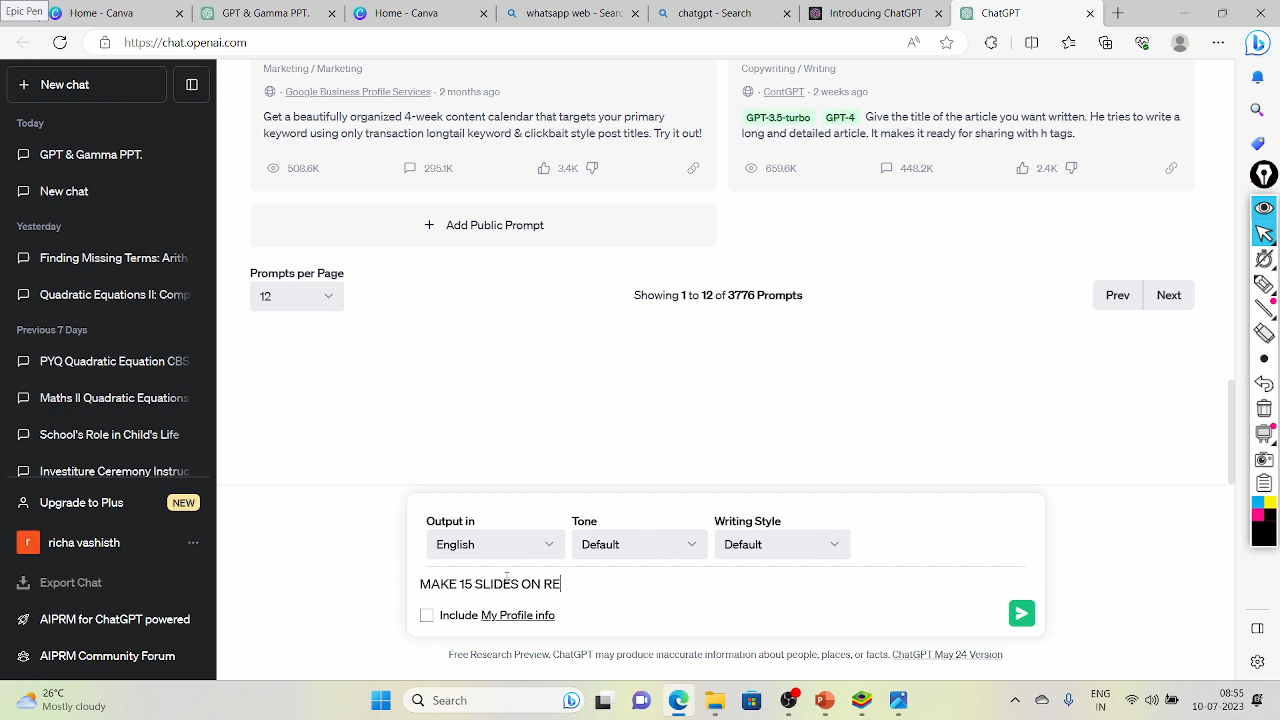 Epic Pen
Home - Canva
GPT & Gamma PPT.
Home - Canva
whatsapp web - Searc
chatgpt - Search
Introducing ChatGPT
ChatGPT
https://chat.openai.com
New chat
Today
GPT & Gamma PPT.
New chat
Yesterday
Finding Missing Terms: Arith
Quadratic Equations II: Comp
Previous 7 Days
PYQ Quadratic Equation CBS
Maths II Quadratic Equations
School's Role in Child's Life
Investiture Ceremony Instruc
Upgrade to Plus NEW
r richa vashisth
Export Chat
AIPRM for ChatGPT powered
AIPRM Community Forum
Marketing / Marketing
· Google Business Profile Services · 2 months ago
Get a beautifully organized 4-week content calendar that targets your primary
keyword using only transaction longtail keyword & clickbait style post titles. Try it out!
508.6K 295.1K 3.4K
Copywriting / Writing
· ContGPT · 2 weeks ago
GPT-3.5-turbo GPT-4 Give the title of the article you want written. He tries to write a
long and detailed article. It makes it ready for sharing with h tags.
659.6K 448.2K 2.4K
+ Add Public Prompt
Prompts per Page
12
Showing 1 to 12 of 3776 Prompts
Prev Next
Output in Tone Writing Style
English Default Default
MAKE 15 SLIDES ON RE
Include My Profile info
Free Research Preview. ChatGPT may produce inaccurate information about people, places, or facts. ChatGPT May 24 Version
26°C
Mostly cloudy
Search
ENG
IN
08:55
10-07-2023